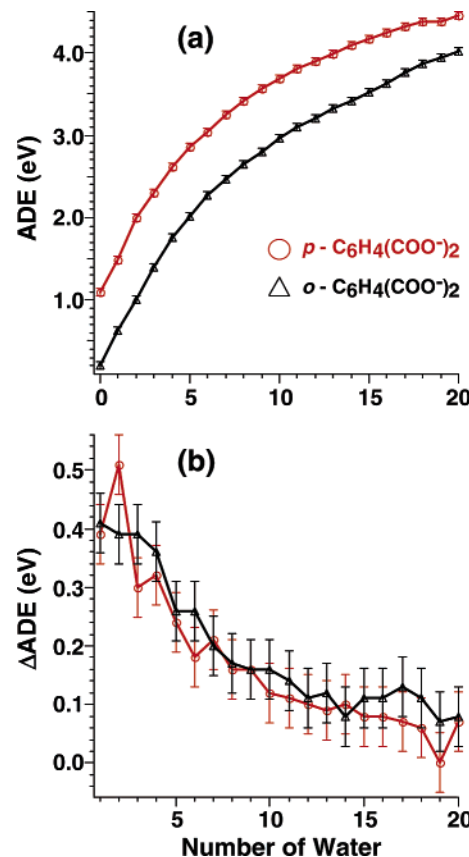 (a)
4.0
3.0
2.0
1.0
ADE (eV)
p - C6H4(COO-)2
o - C6H4(COO-)2
0 5 10 15 20
(b)
0.5
0.4
0.3
0.2
0.1
0.0
ΔADE (eV)
5 10 15 20
Number of Water